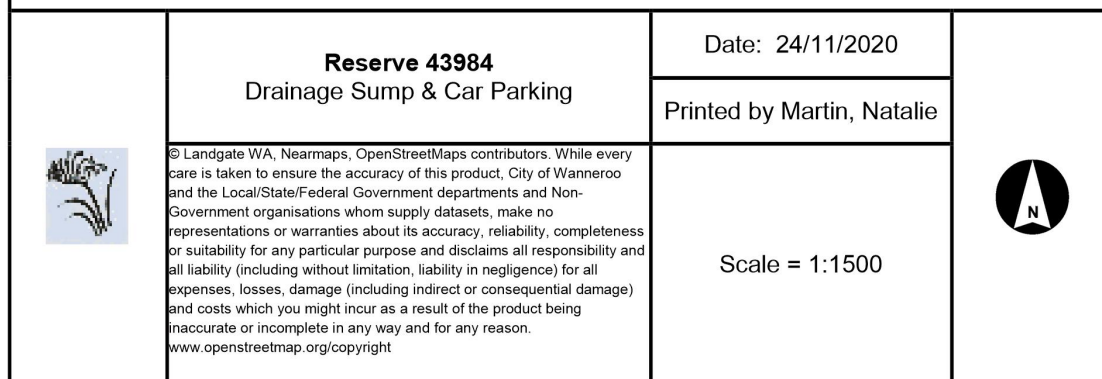 Reserve 43984
Drainage Sump & Car Parking
Date: 24/11/2020
Printed by Martin, Natalie
© Landgate WA, Nearmaps, OpenStreetMaps contributors. While every
care is taken to ensure the accuracy of this product, City of Wanneroo
and the Local/State/Federal Government departments and Non-
Government organisations whom supply datasets, make no
representations or warranties about its accuracy, reliability, completeness
or suitability for any particular purpose and disclaims all responsibility and
all liability (including without limitation, liability in negligence) for all
expenses, losses, damage (including indirect or consequential damage)
and costs which you might incur as a result of the product being
inaccurate or incomplete in any way and for any reason.
www.openstreetmap.org/copyright
Scale = 1:1500
N